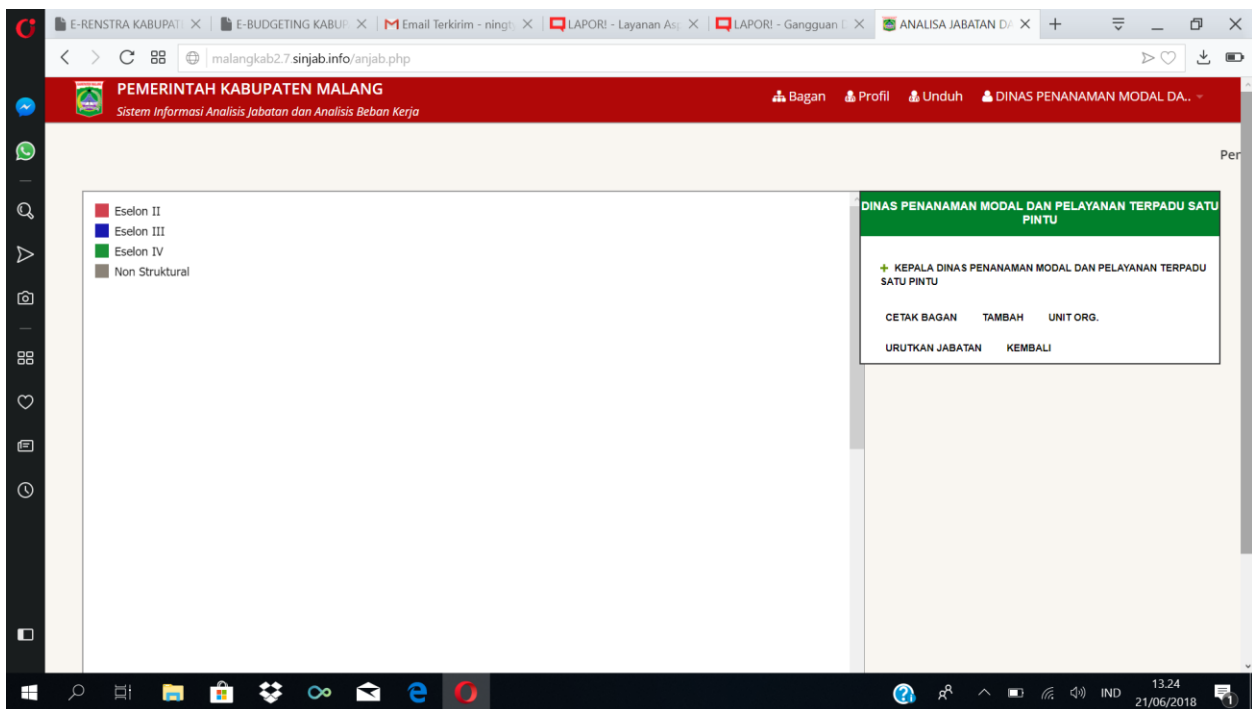 E-RENSTRA KABUPAT
E-BUDGETING KABUP
Email Terkirim - ningt
LAPOR! - Layanan Asp
LAPOR! - Gangguan
ANALISA JABATAN DA
malangkab2.7.sinjab.info/anjab.php
PEMERINTAH KABUPATEN MALANG
Sistem Informasi Analisis Jabatan dan Analisis Beban Kerja
Bagan Profil Unduh DINAS PENANAMAN MODAL DA..
Per
Eselon II
Eselon III
Eselon IV
Non Struktural
DINAS PENANAMAN MODAL DAN PELAYANAN TERPADU SATU
PINTU
+ KEPALA DINAS PENANAMAN MODAL DAN PELAYANAN TERPADU
SATU PINTU
CETAK BAGAN TAMBAH UNIT ORG.
URUTKAN JABATAN KEMBALI
IND
13.24
21/06/2018
1